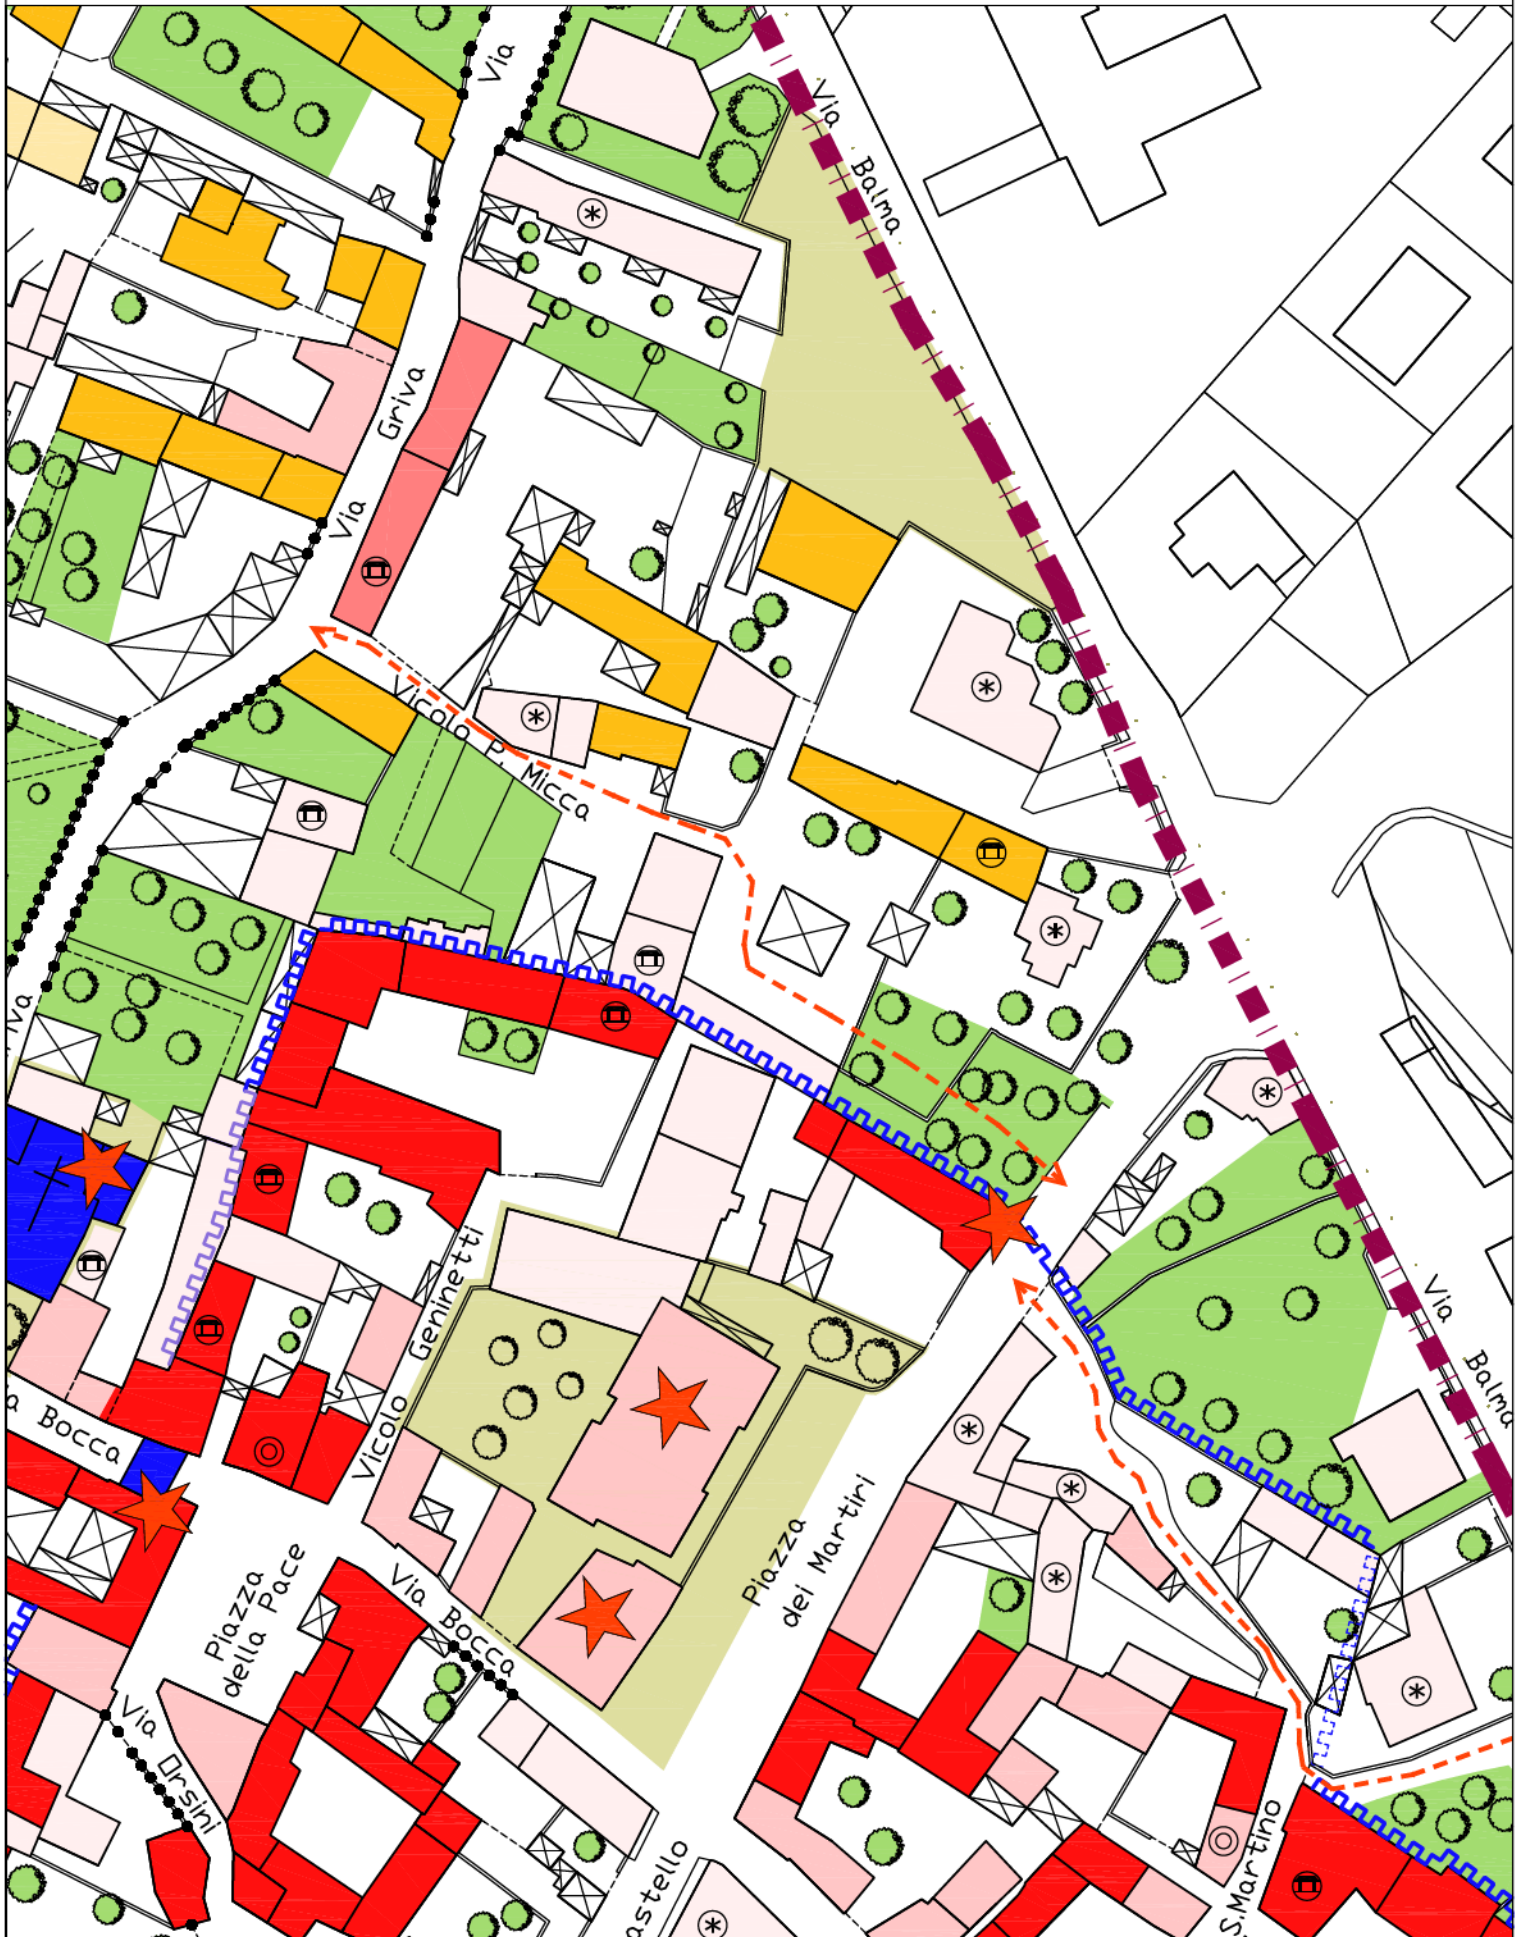 Via
Via
Balma
Griva
Via
Vicolo P. Micca
iva
Via
Balma
Geninetti
Vicolo
a Bocca
Piazza
dei Martiri
Piazza
della Pace
Via Bocca
Via Orsini
astello
S.Martino